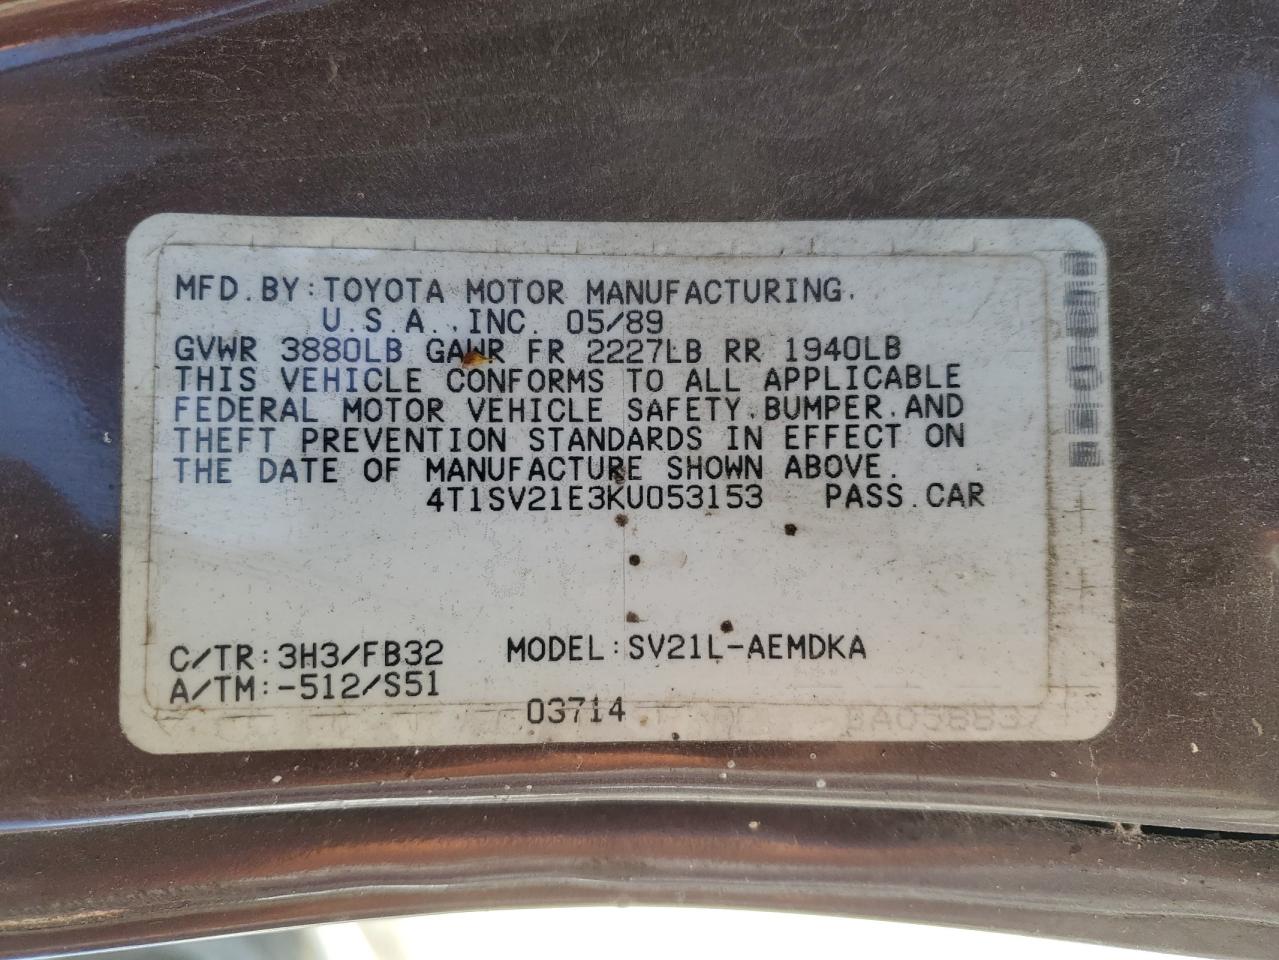 MFD.BY:TOYOTA MOTOR MANUFACTURING.
U.S.A.,INC. 05/89
GVWR 3880LB GAWR FR 2227LB RR 1940LB
THIS VEHICLE CONFORMS TO ALL APPLICABLE
FEDERAL MOTOR VEHICLE SAFETY,BUMPER,AND
THEFT PREVENTION STANDARDS IN EFFECT ON
THE DATE OF MANUFACTURE SHOWN ABOVE.
4T1SV21E3KU053153 PASS.CAR
C/TR:3H3/FB32 MODEL:SV21L-AEMDKA
A/TM:-512/S51
03714